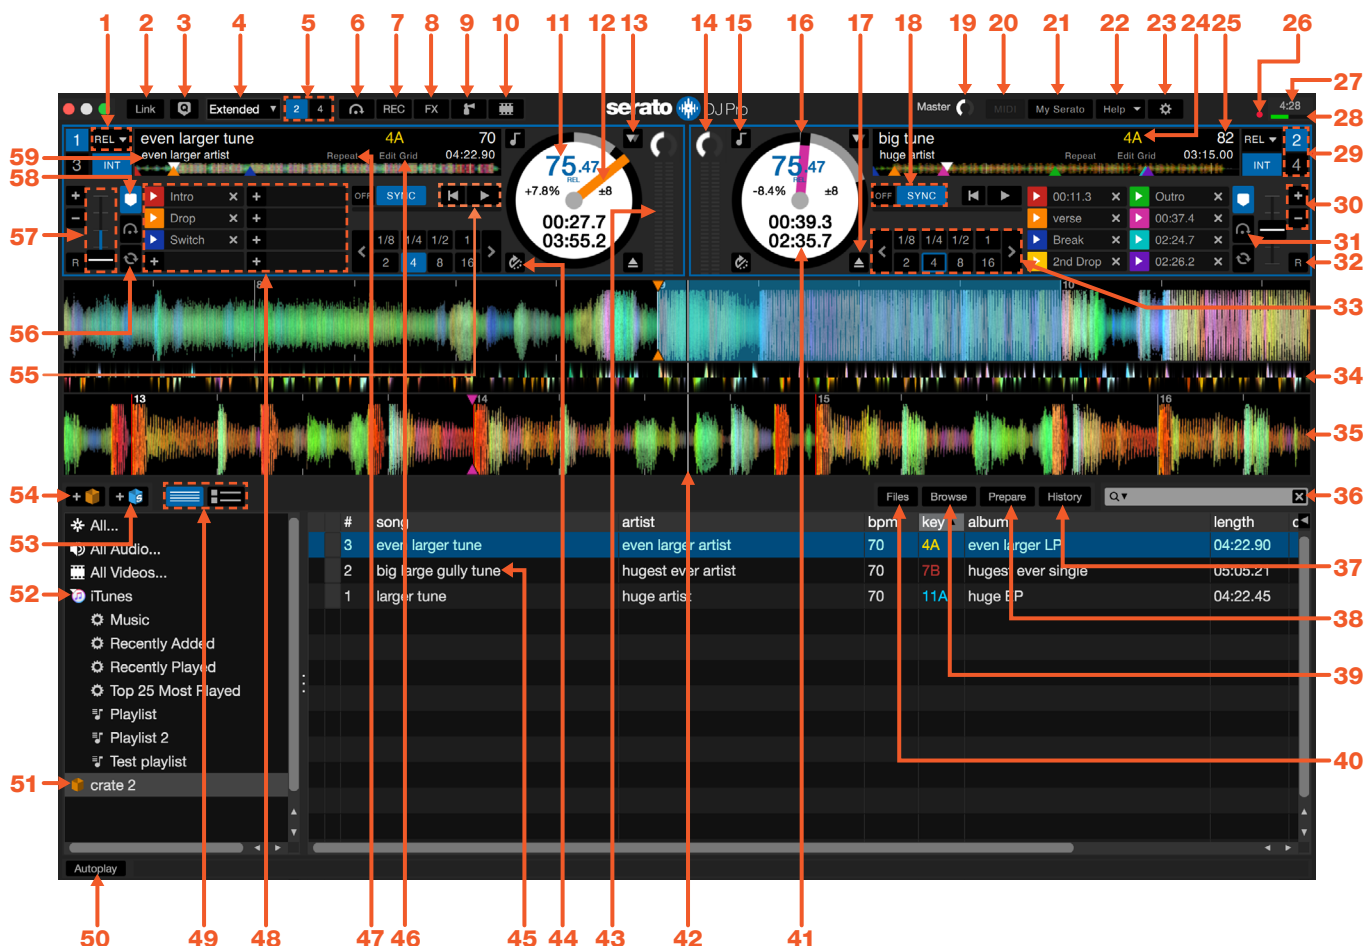 1 2 3 4 5 6 7 8 9 10 11 12 13 14 15 16 17 18 19 20 21 22 23 24 25 26
27
28
29
30
31
32
33
34
35
36
37
38
39
40
59
58
57
56
55
54
53
52
51
50 49 48 47 46 45 44 43 42 41
Link Extended 2 4 REC FX serato DJ Pro Master MIDI My Serato Help 4:28
1 REL even larger tune 4A 70
even larger artist Repeat Edit Grid 04:22.90
3 INT
Intro
Drop
Switch
R
OFF SYNC
1/8 1/4 1/2 1
2 4 8 16
75.47
REL
+7.8% ±8
00:27.7
03:55.2
75.47
REL
-8.4% ±8
00:39.3
02:35.7
big tune 4A 82 REL 2
huge artist Repeat Edit Grid 03:15.00 INT 4
OFF SYNC
1/8 1/4 1/2 1
2 4 8 16
00:11.3 Outro
verse 00:37.4
Break 02:24.7
2nd Drop 02:26.2
R
8 9 10
13 14 15 16
Files Browse Prepare History
# song artist bpm key album length
3 even larger tune even larger artist 70 4A even larger LP 04:22.90
2 big large gully tune hugest ever artist 70 7B hugest ever single 05:05.21
1 larger tune huge artist 70 11A huge EP 04:22.45
All...
All Audio...
All Videos...
iTunes
Music
Recently Added
Recently Played
Top 25 Most Played
Playlist
Playlist 2
Test playlist
crate 2
Autoplay